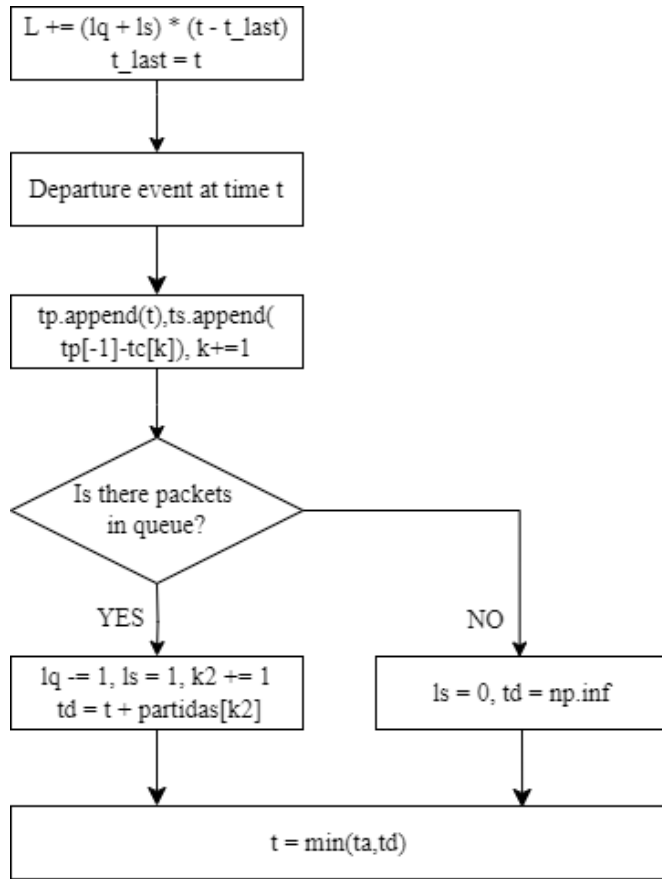 L += (lq + ls) * (t - t_last)
t_last = t
Departure event at time t
tp.append(t),ts.append(
tp[-1]-tc[k]), k+=1
Is there packets
in queue?
YES
NO
lq -= 1, ls = 1, k2 += 1
td = t + partidas[k2]
ls = 0, td = np.inf
t = min(ta,td)